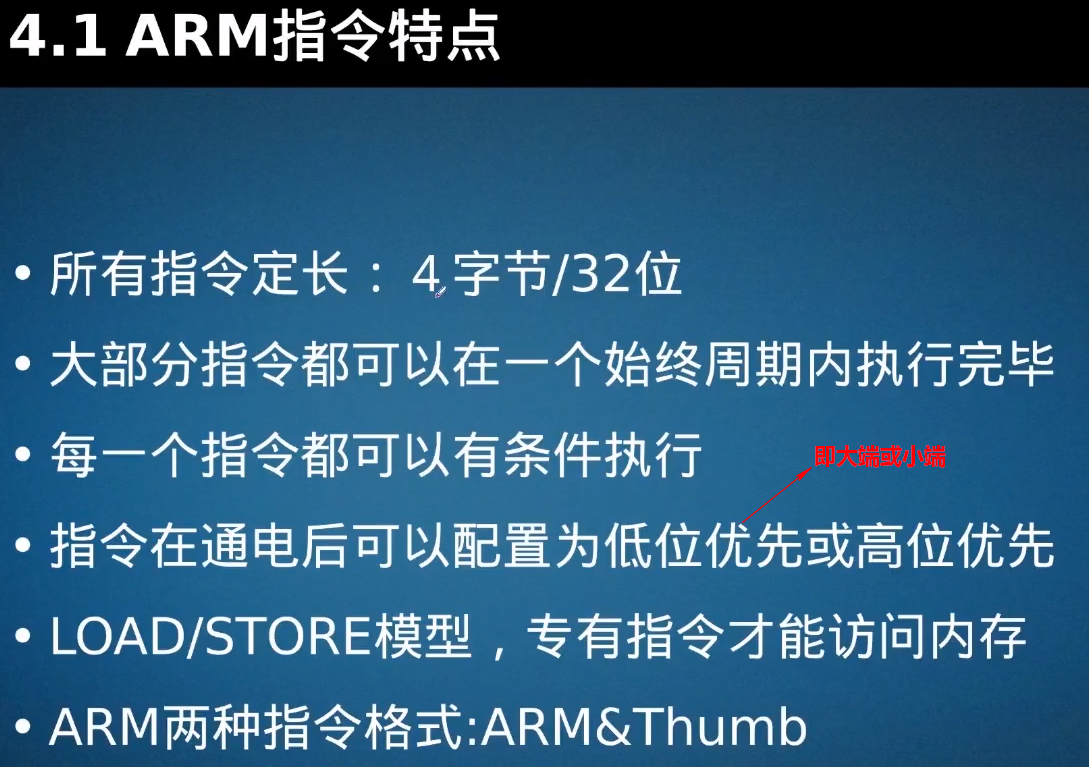 4.1 ARM指令特点
• 所有指令定长：4字节/32位
• 大部分指令都可以在一个始终周期内执行完毕
• 每一个指令都可以有条件执行
即大端或小端
• 指令在通电后可以配置为低位优先或高位优先
• LOAD/STORE模型，专有指令才能访问内存
• ARM两种指令格式:ARM&Thumb